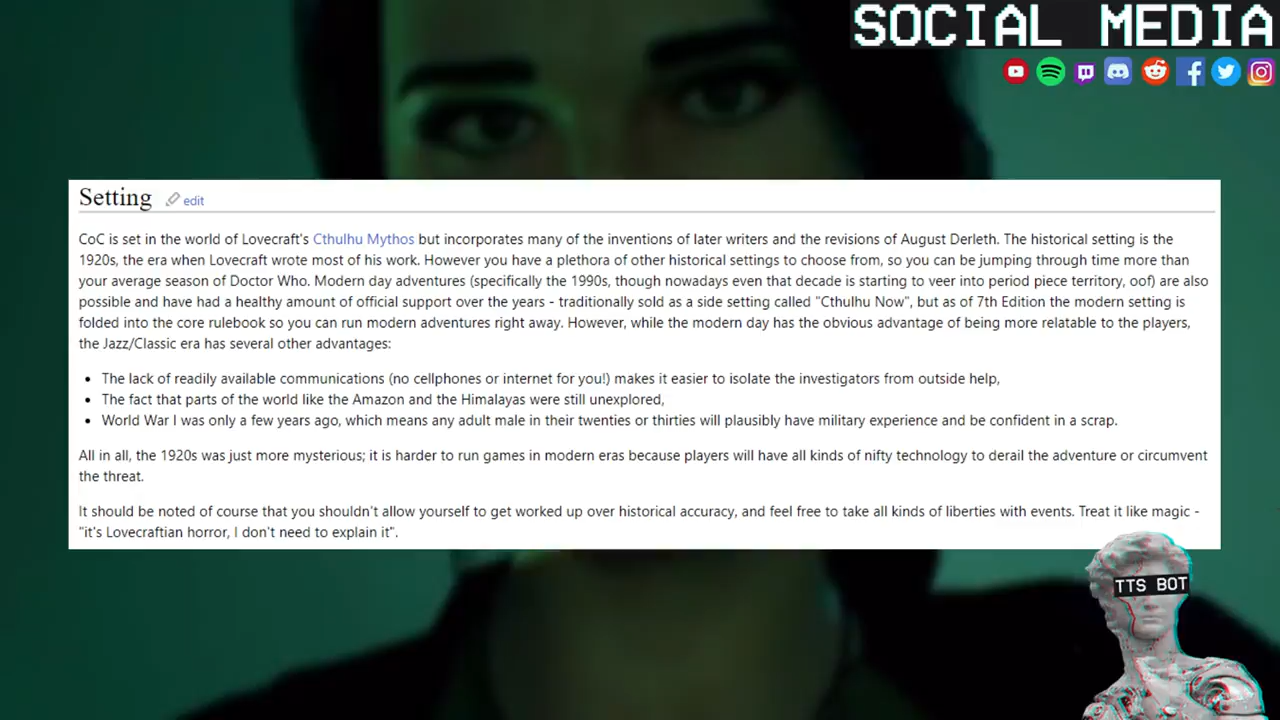 SOCIAL MEDIA
Setting edit
CoC is set in the world of Lovecraft's Cthulhu Mythos but incorporates many of the inventions of later writers and the revisions of August Derleth. The historical setting is the
1920s, the era when Lovecraft wrote most of his work. However you have a plethora of other historical settings to choose from, so you can be jumping through time more than
your average season of Doctor Who. Modern day adventures (specifically the 1990s, though nowadays even that decade is starting to veer into period piece territory, oof) are also
possible and have had a healthy amount of official support over the years - traditionally sold as a side setting called "Cthulhu Now", but as of 7th Edition the modern setting is
folded into the core rulebook so you can run modern adventures right away. However, while the modern day has the obvious advantage of being more relatable to the players,
the Jazz/Classic era has several other advantages:
• The lack of readily available communications (no cellphones or internet for you!) makes it easier to isolate the investigators from outside help,
• The fact that parts of the world like the Amazon and the Himalayas were still unexplored,
• World War I was only a few years ago, which means any adult male in their twenties or thirties will plausibly have military experience and be confident in a scrap.
All in all, the 1920s was just more mysterious; it is harder to run games in modern eras because players will have all kinds of nifty technology to derail the adventure or circumvent
the threat.
It should be noted of course that you shouldn't allow yourself to get worked up over historical accuracy, and feel free to take all kinds of liberties with events. Treat it like magic -
"it's Lovecraftian horror, I don't need to explain it".
TTS BOT